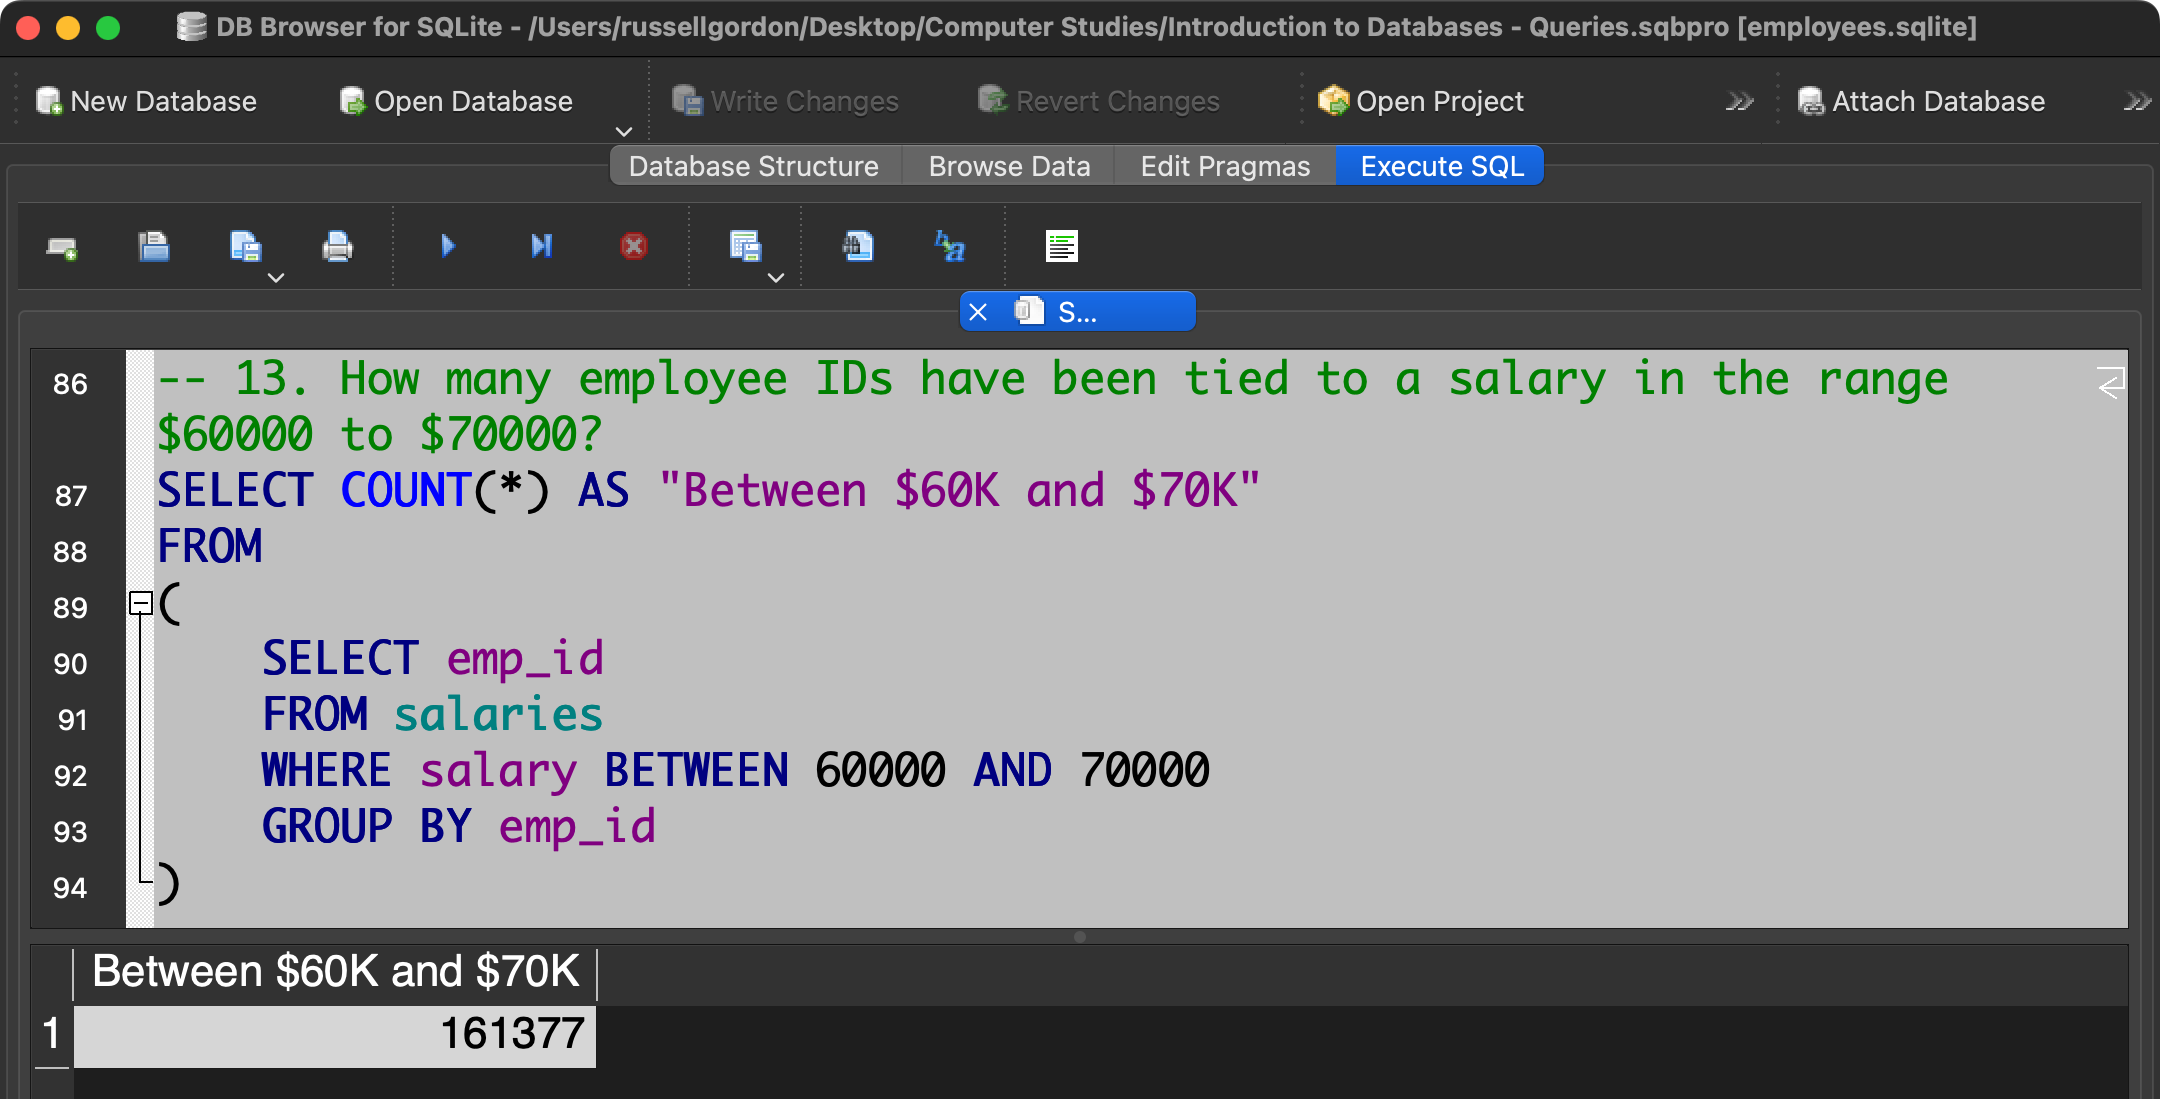 DB Browser for SQLite - /Users/russellgordon/Desktop/Computer Studies/Introduction to Databases - Queries.sqbpro [employees.sqlite]
New Database Open Database Write Changes Revert Changes Open Project Attach Database
Database Structure Browse Data Edit Pragmas Execute SQL
S...
86 -- 13. How many employee IDs have been tied to a salary in the range
$60000 to $70000?
87 SELECT COUNT(*) AS "Between $60K and $70K"
88 FROM
89 (
90 SELECT emp_id
91 FROM salaries
92 WHERE salary BETWEEN 60000 AND 70000
93 GROUP BY emp_id
94 )
Between $60K and $70K
1 161377